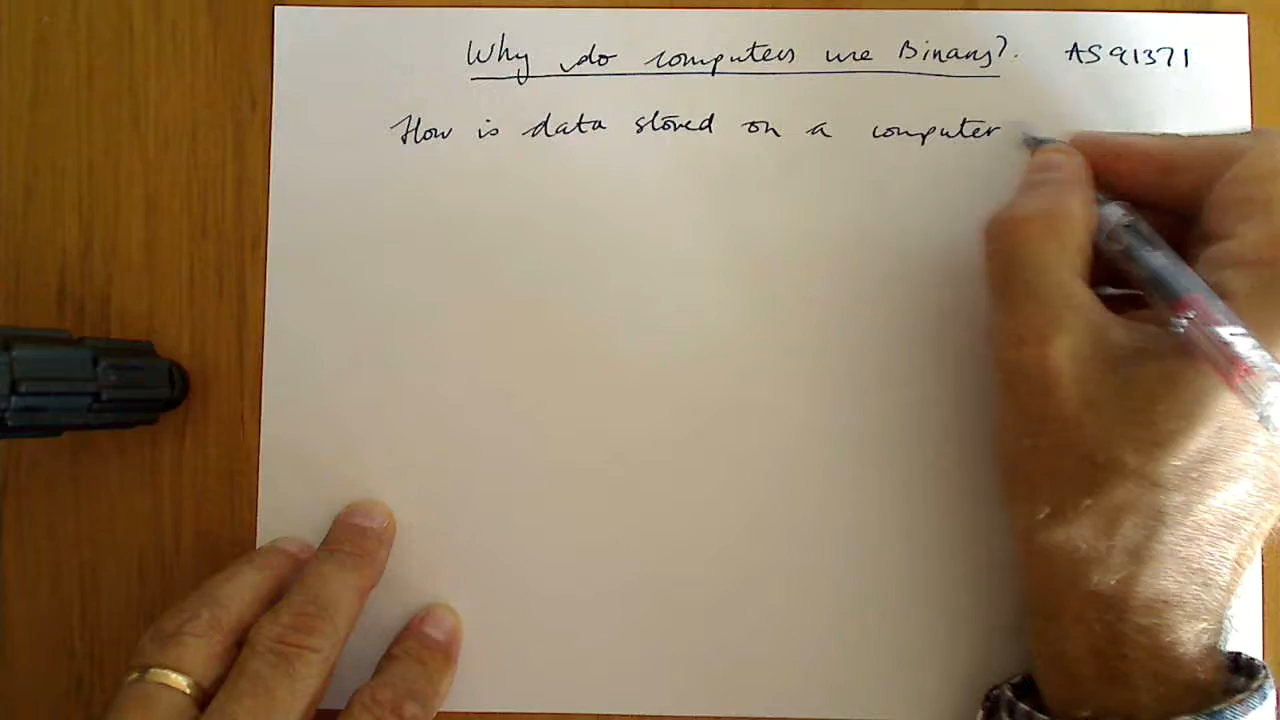 Why do computers use Binary?. AS91371
How is data stored on a computer